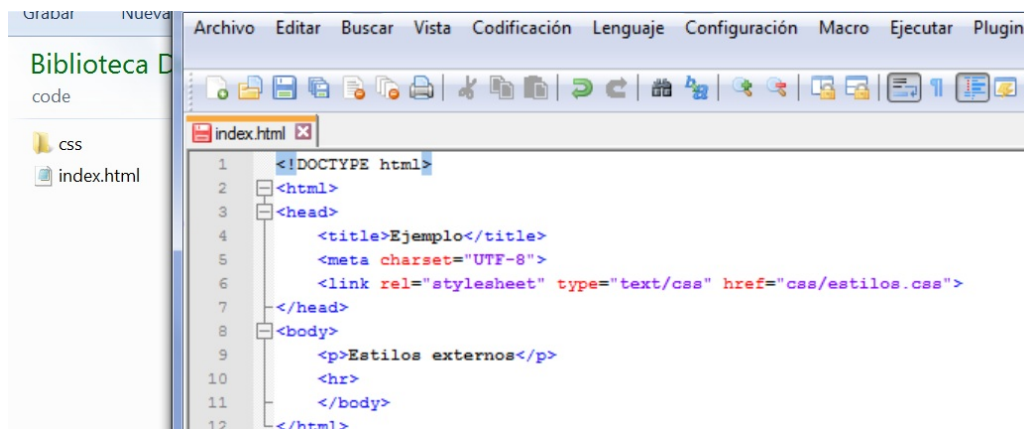 Grabar Nueva
Biblioteca D
code
css
index.html
Archivo Editar Buscar Vista Codificación Lenguaje Configuración Macro Ejecutar Plugin
index.html
1 <!DOCTYPE html>
2 <html>
3 <head>
4 <title>Ejemplo</title>
5 <meta charset="UTF-8">
6 <link rel="stylesheet" type="text/css" href="css/estilos.css">
7 </head>
8 <body>
9 <p>Estilos externos</p>
10 <hr>
11 </body>
12 </html>